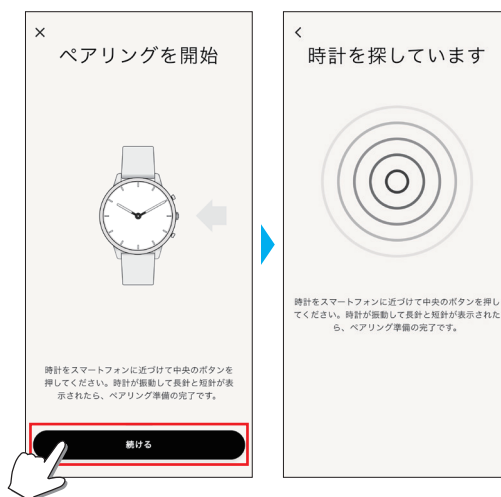 ペアリングを開始
時計をスマートフォンに近づけて中央のボタンを
押してください。時計が振動して長針と短針が表
示されたら、ペアリング準備の完了です。
続ける
時計を探しています
時計をスマートフォンに近づけて中央のボタンを押し
てください。時計が振動して長針と短針が表示された
ら、ペアリング準備の完了です。